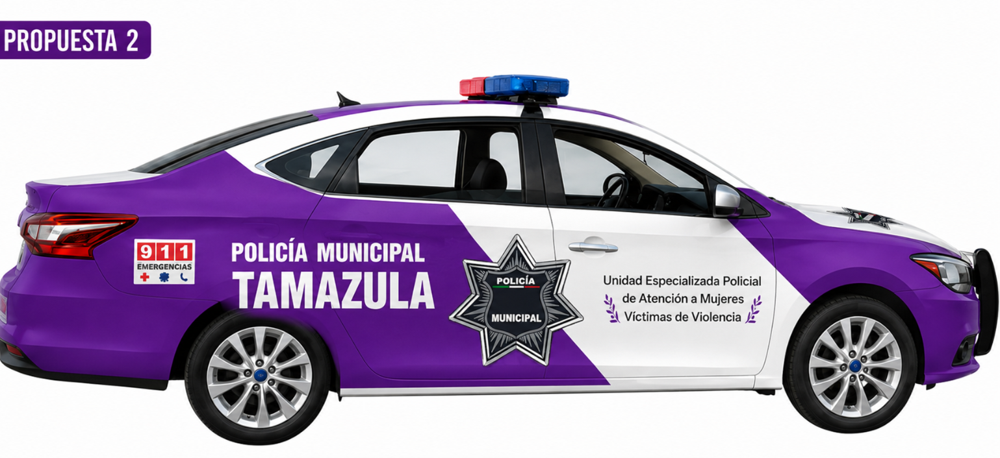 PROPUESTA 2
911
EMERGENCIAS
POLICÍA MUNICIPAL
TAMAZULA
POLICÍA
MUNICIPAL
Unidad Especializada Policial
de Atención a Mujeres
Víctimas de Violencia